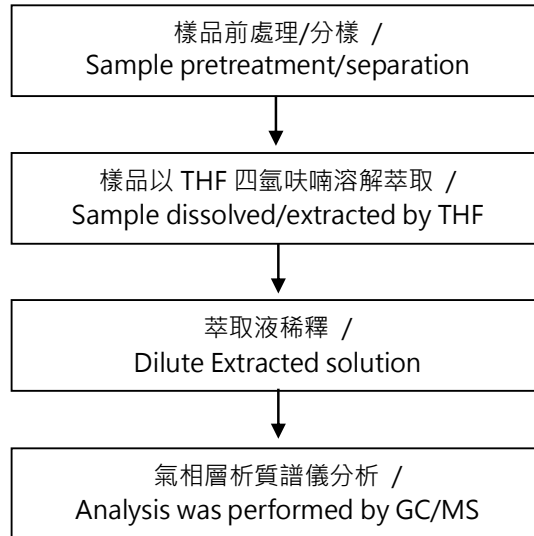 樣品前處理/分樣 /
Sample pretreatment/separation
樣品以 THF 四氫呋喃溶解萃取 /
Sample dissolved/extracted by THF
萃取液稀釋 /
Dilute Extracted solution
氣相層析質譜儀分析 /
Analysis was performed by GC/MS